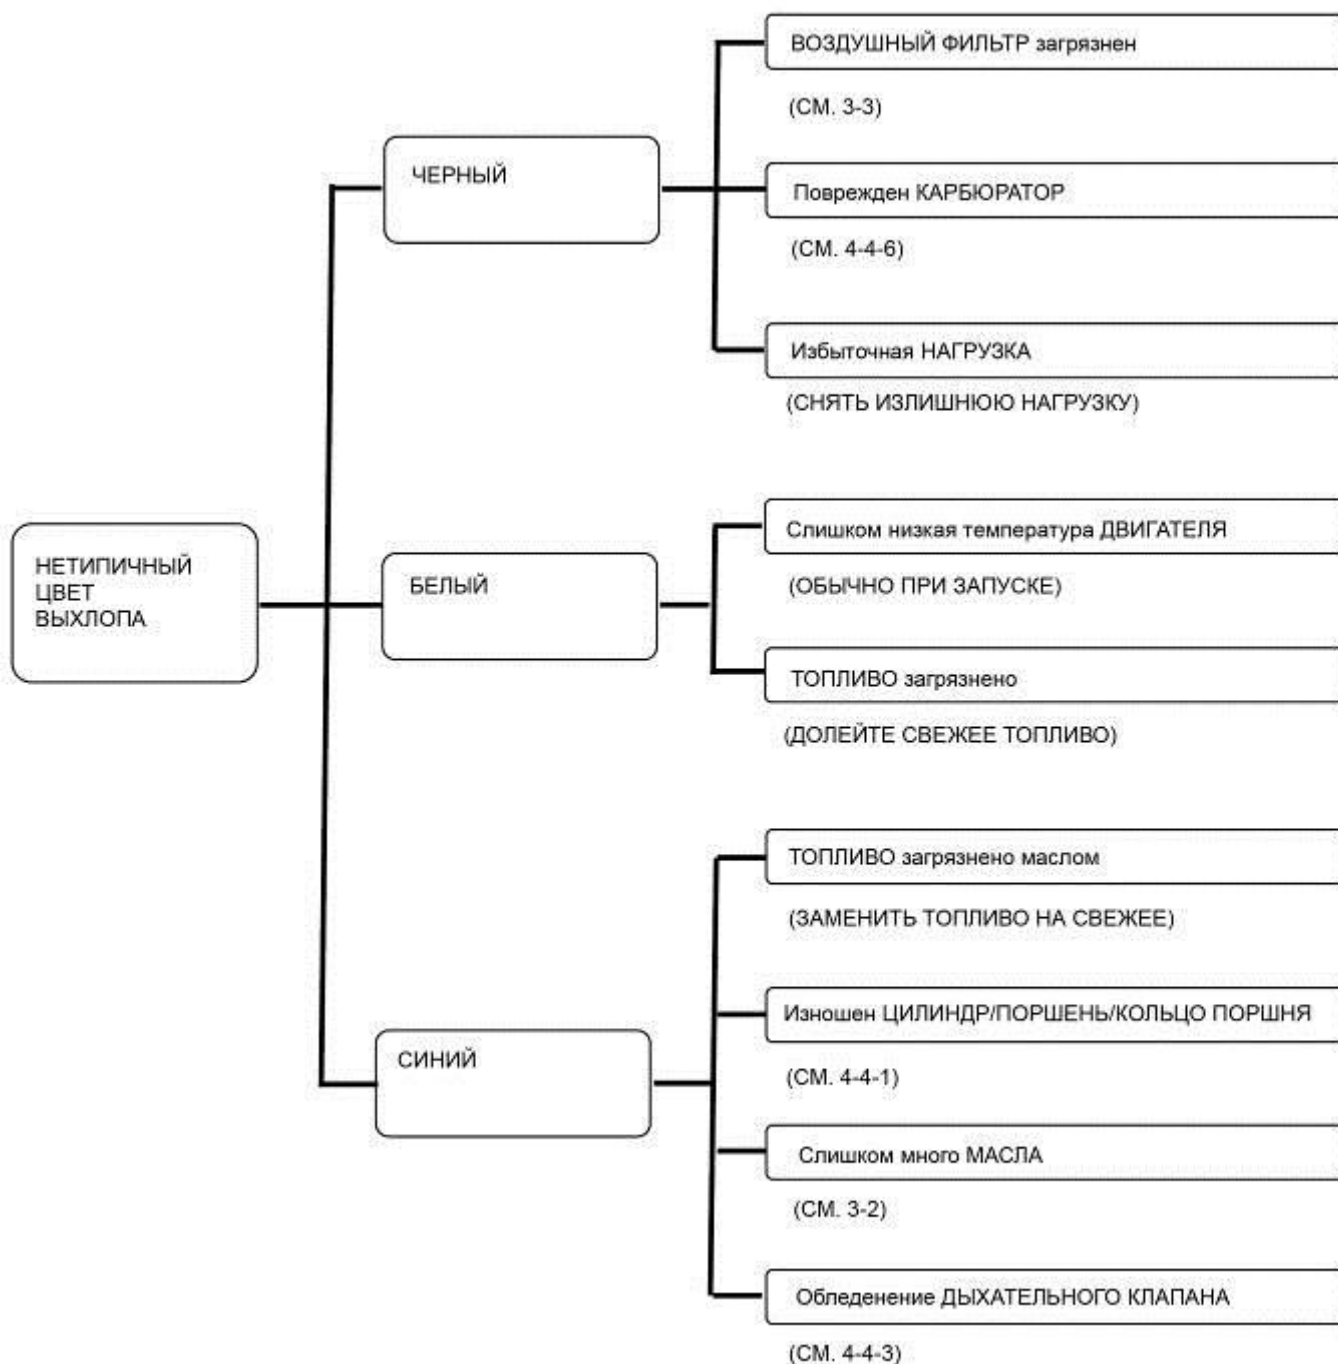 ВОЗДУШНЫЙ ФИЛЬТР загрязнен
(СМ. 3-3)
ЧЕРНЫЙ
Поврежден КАРБЮРАТОР
(СМ. 4-4-6)
Избыточная НАГРУЗКА
(СНЯТЬ ИЗЛИШНЮЮ НАГРУЗКУ)
НЕТИПИЧНЫЙ
ЦВЕТ
ВЫХЛОПА
БЕЛЫЙ
Слишком низкая температура ДВИГАТЕЛЯ
(ОБЫЧНО ПРИ ЗАПУСКЕ)
ТОПЛИВО загрязнено
(ДОЛЕЙТЕ СВЕЖЕЕ ТОПЛИВО)
СИНИЙ
ТОПЛИВО загрязнено маслом
(ЗАМЕНИТЬ ТОПЛИВО НА СВЕЖЕЕ)
Изношен ЦИЛИНДР/ПОРШЕНЬ/КОЛЬЦО ПОРШНЯ
(СМ. 4-4-1)
Слишком много МАСЛА
(СМ. 3-2)
Обледенение ДЫХАТЕЛЬНОГО КЛАПАНА
(СМ. 4-4-3)